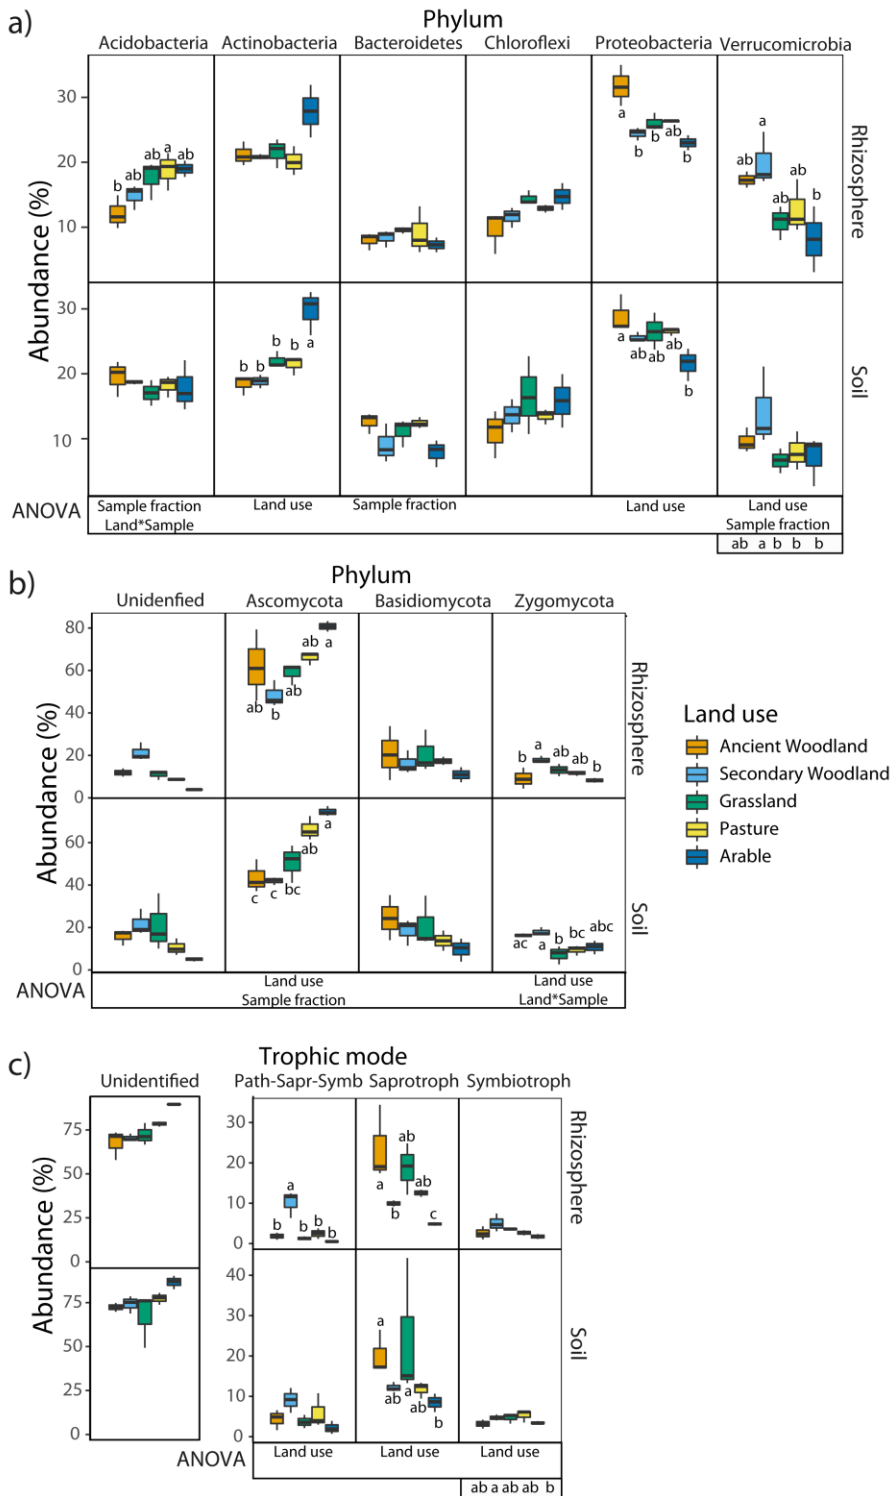 a)
Phylum
Acidobacteria Actinobacteria Bacteroidetes Chloroflexi Proteobacteria Verrucomicrobia
Abundance (%)
30
20
10
b ab ab a ab
a b b ab b
ab a ab ab b
Rhizosphere
30
20
10
b b b b a
a ab ab ab b
Soil
ANOVA
Sample fraction
Land*Sample
Land use
Sample fraction
Land use
Land use
Sample fraction
ab a b b b
b)
Phylum
Unidenfied Ascomycota Basidiomycota Zygomycota
Abundance (%)
80
60
40
20
0
ab b ab ab a
b a ab ab b
Rhizosphere
60
40
20
0
c c bc ab a
ac a b bc abc
Soil
ANOVA
Land use
Sample fraction
Land use
Land*Sample
Land use
Ancient Woodland
Secondary Woodland
Grassland
Pasture
Arable
c)
Trophic mode
Unidentified Path-Sapr-Symb Saprotroph Symbiotroph
Abundance (%)
75
50
25
0
30
20
10
0
b a b b b
a b ab ab c
Rhizosphere
75
50
25
0
40
30
20
10
0
a ab a ab b
Soil
ANOVA
Land use
Land use
ab a ab ab b